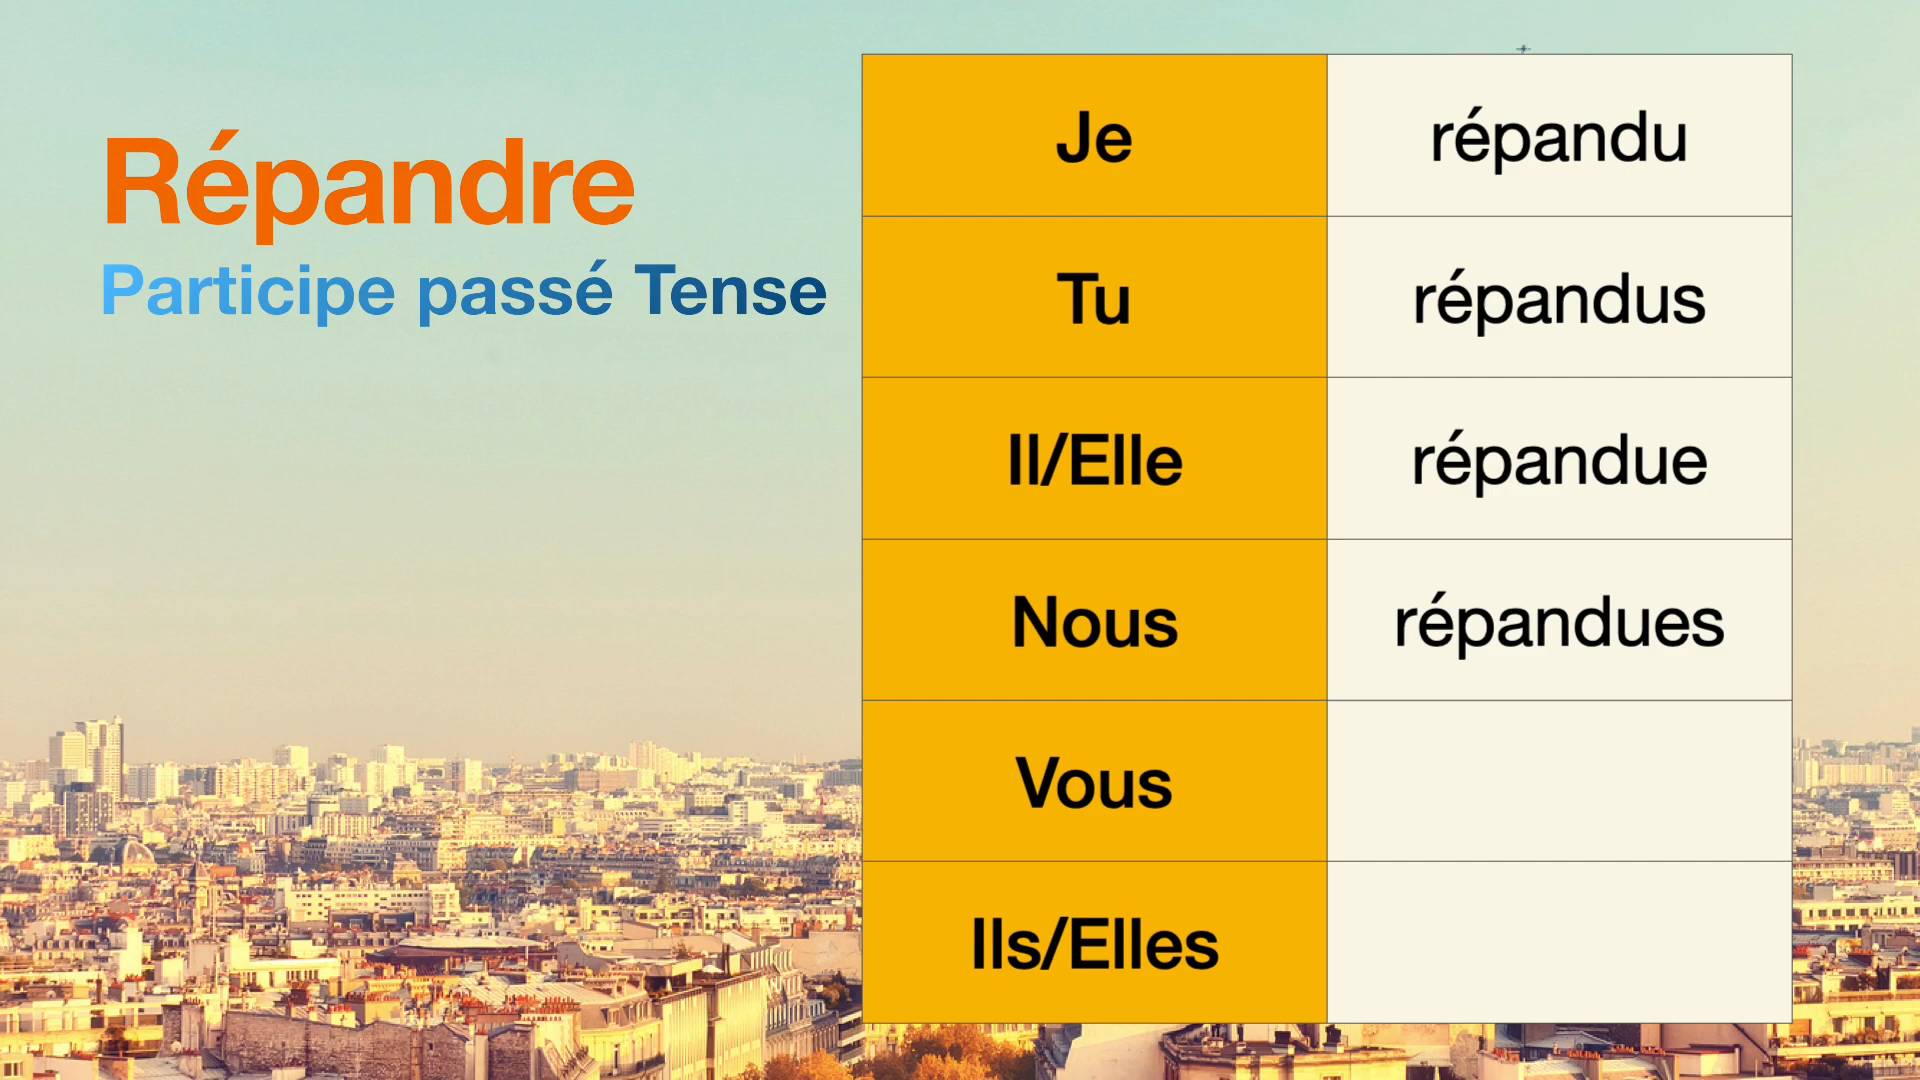 Répandre
Participe passé Tense
Je répandu
Tu répandus
Il/Elle répandue
Nous répandues
Vous
Ils/Elles